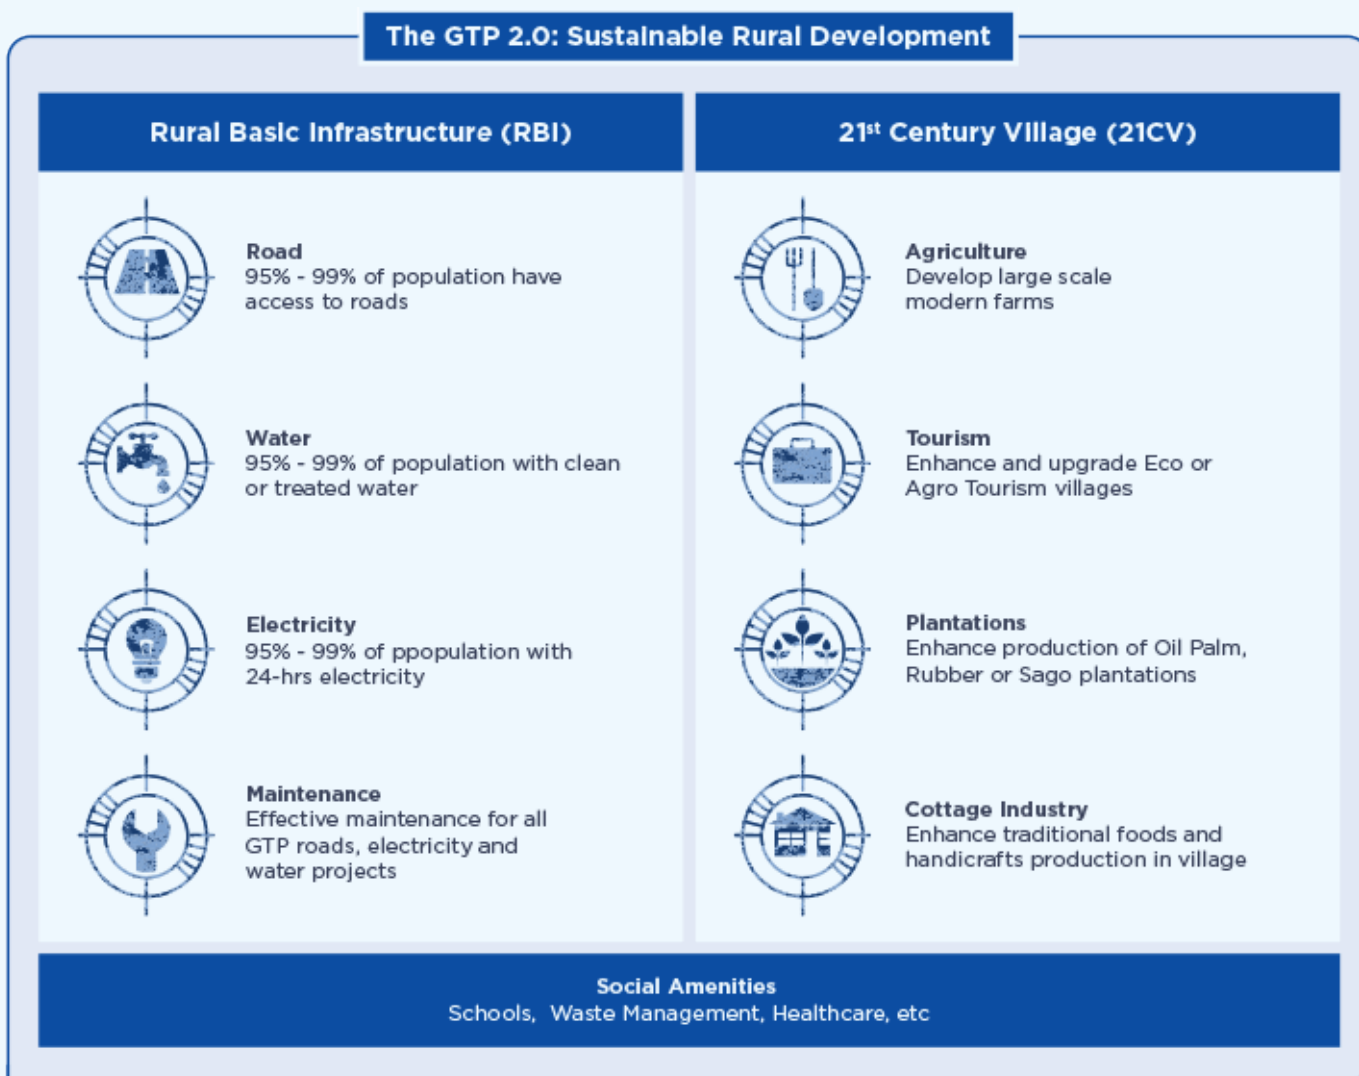 The GTP 2.0: Sustainable Rural Development
Rural Basic Infrastructure (RBI)
Road
95% - 99% of population have
access to roads
Water
95% - 99% of population with clean
or treated water
Electricity
95% - 99% of ppopulation with
24-hrs electricity
Maintenance
Effective maintenance for all
GTP roads, electricity and
water projects
21st Century Village (21CV)
Agriculture
Develop large scale
modern farms
Tourism
Enhance and upgrade Eco or
Agro Tourism villages
Plantations
Enhance production of Oil Palm,
Rubber or Sago plantations
Cottage Industry
Enhance traditional foods and
handicrafts production in village
Social Amenities
Schools, Waste Management, Healthcare, etc